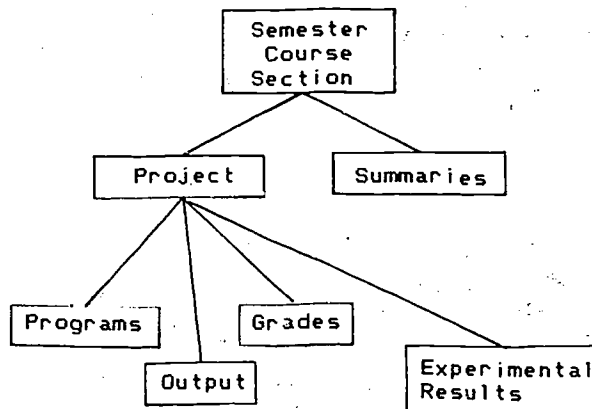 Semester
Course
Section
Project
Summaries
Programs
Grades
Output
Experimental
Results